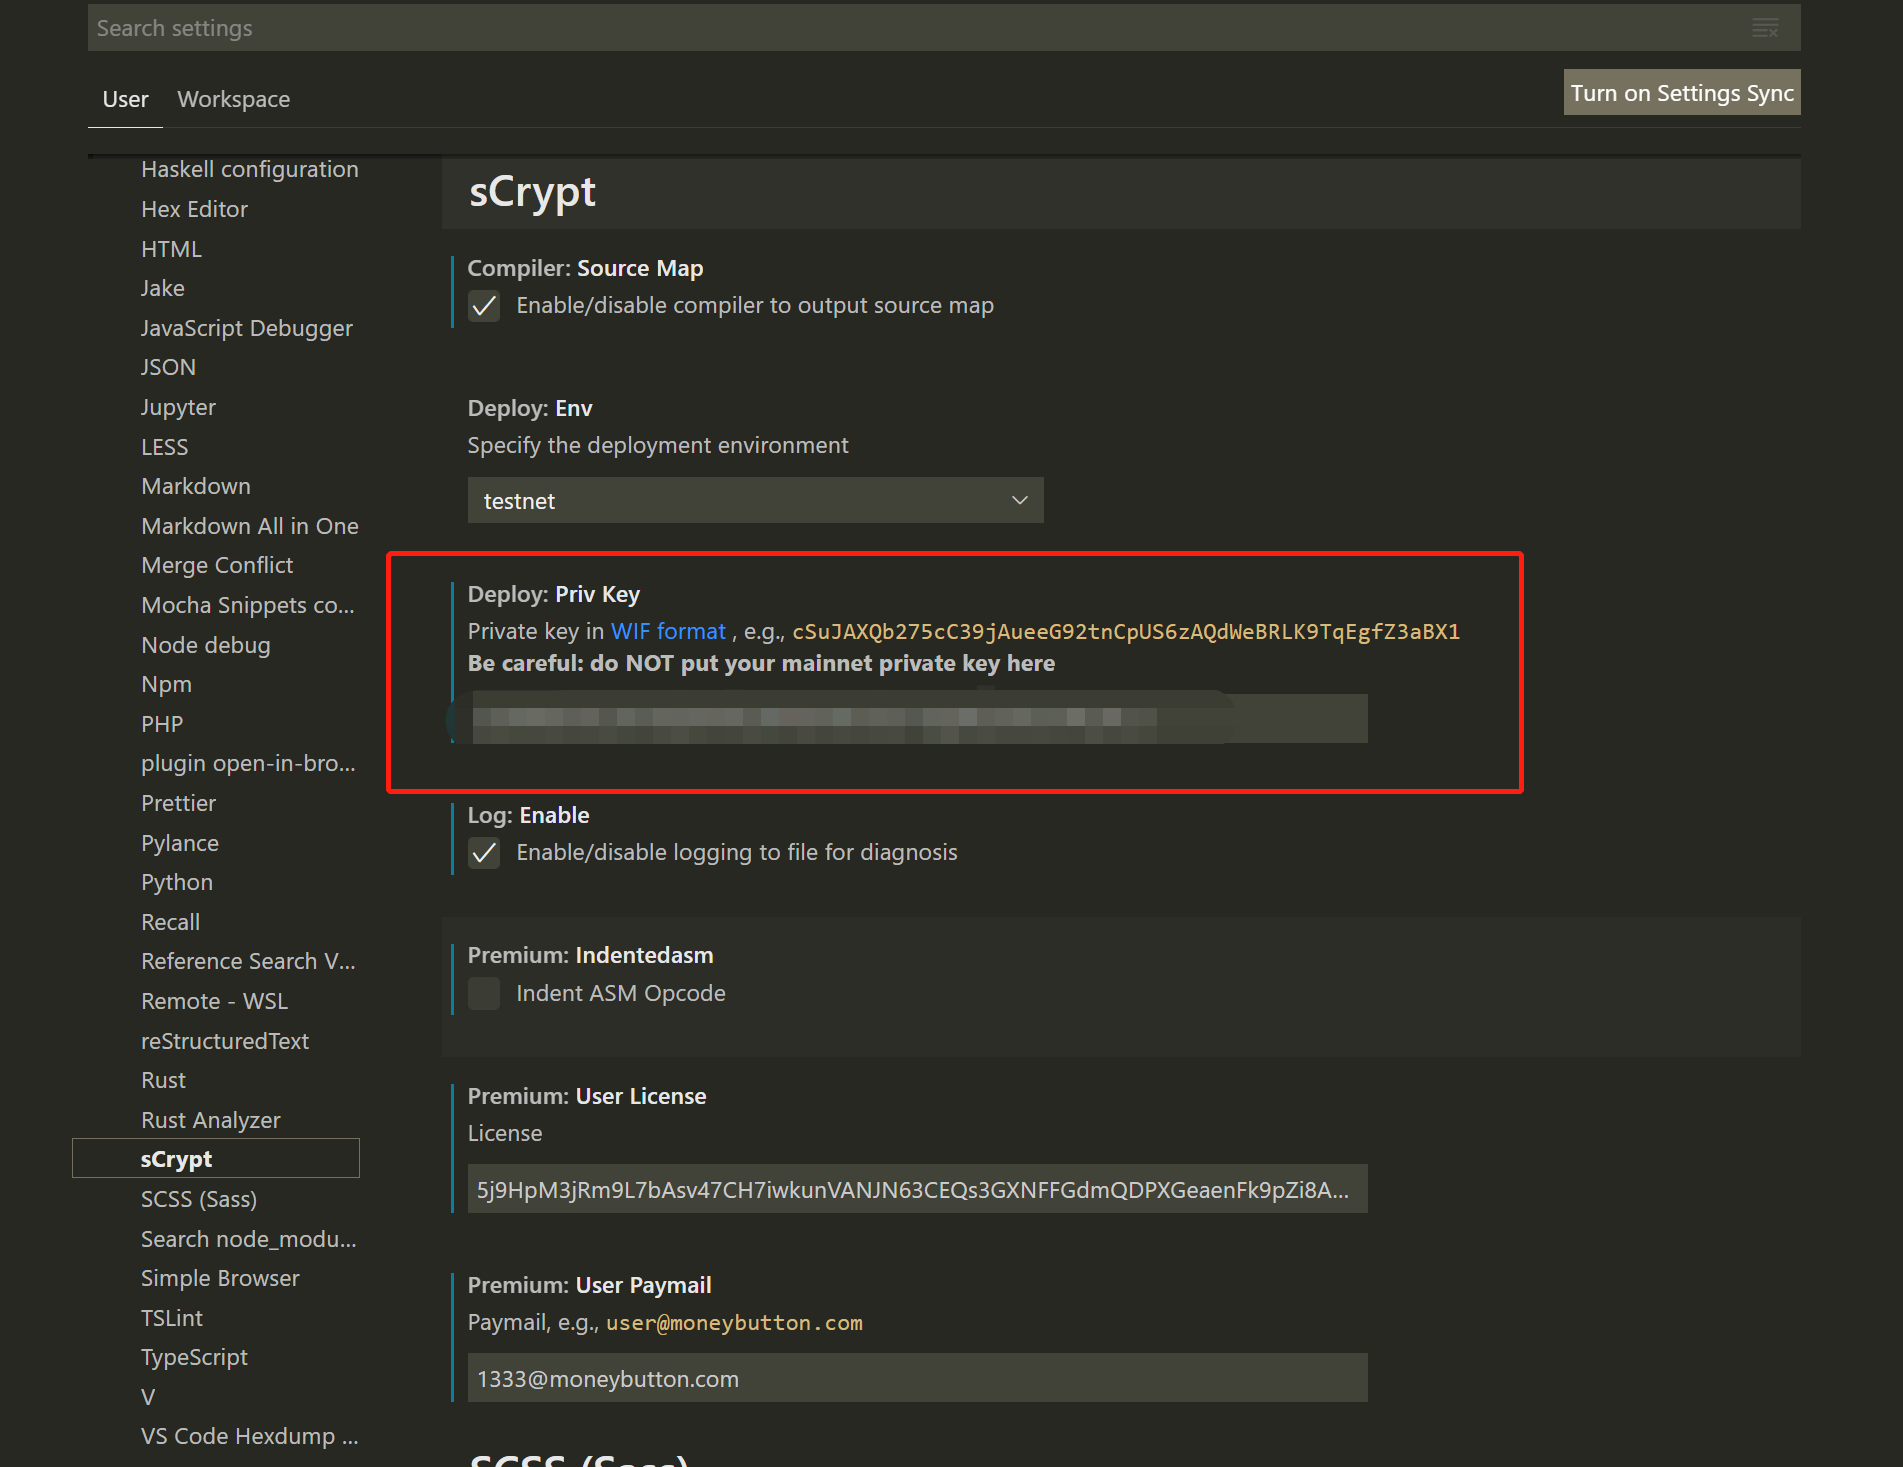 Search settings
User
Workspace
Turn on Settings Sync
Haskell configuration
Hex Editor
HTML
Jake
JavaScript Debugger
JSON
Jupyter
LESS
Markdown
Markdown All in One
Merge Conflict
Mocha Snippets co...
Node debug
Npm
PHP
plugin open-in-bro...
Prettier
Pylance
Python
Recall
Reference Search V...
Remote - WSL
reStructuredText
Rust
Rust Analyzer
sCrypt
SCSS (Sass)
Search node_modu...
Simple Browser
TSLint
TypeScript
V
VS Code Hexdump ...
sCrypt
Compiler: Source Map
Enable/disable compiler to output source map
Deploy: Env
Specify the deployment environment
testnet
Deploy: Priv Key
Private key in WIF format , e.g., cSuJAXQb275cC39jAueeG92tnCpUS6zAQdWeBRLK9TqEgfZ3aBX1
Be careful: do NOT put your mainnet private key here
Log: Enable
Enable/disable logging to file for diagnosis
Premium: Indentedasm
Indent ASM Opcode
Premium: User License
License
5j9HpM3jRm9L7bAsv47CH7iwkunVANJN63CEQs3GXNFFGdmQDPXGeaenFk9pZi8A...
Premium: User Paymail
Paymail, e.g., user@moneybutton.com
1333@moneybutton.com
SCSS (Sass)